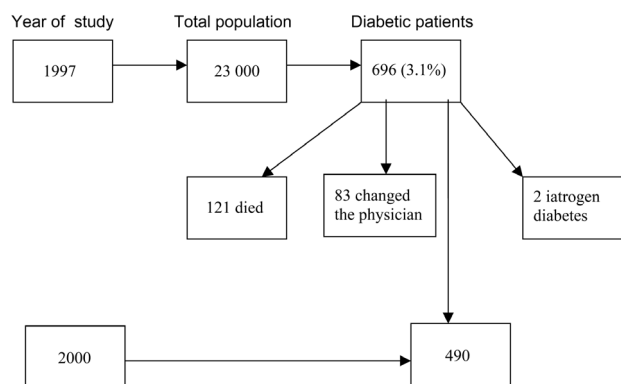 Year of study
Total population
Diabetic patients
1997
23 000
696 (3.1%)
121 died
83 changed
the physician
2 iatrogen
diabetes
2000
490